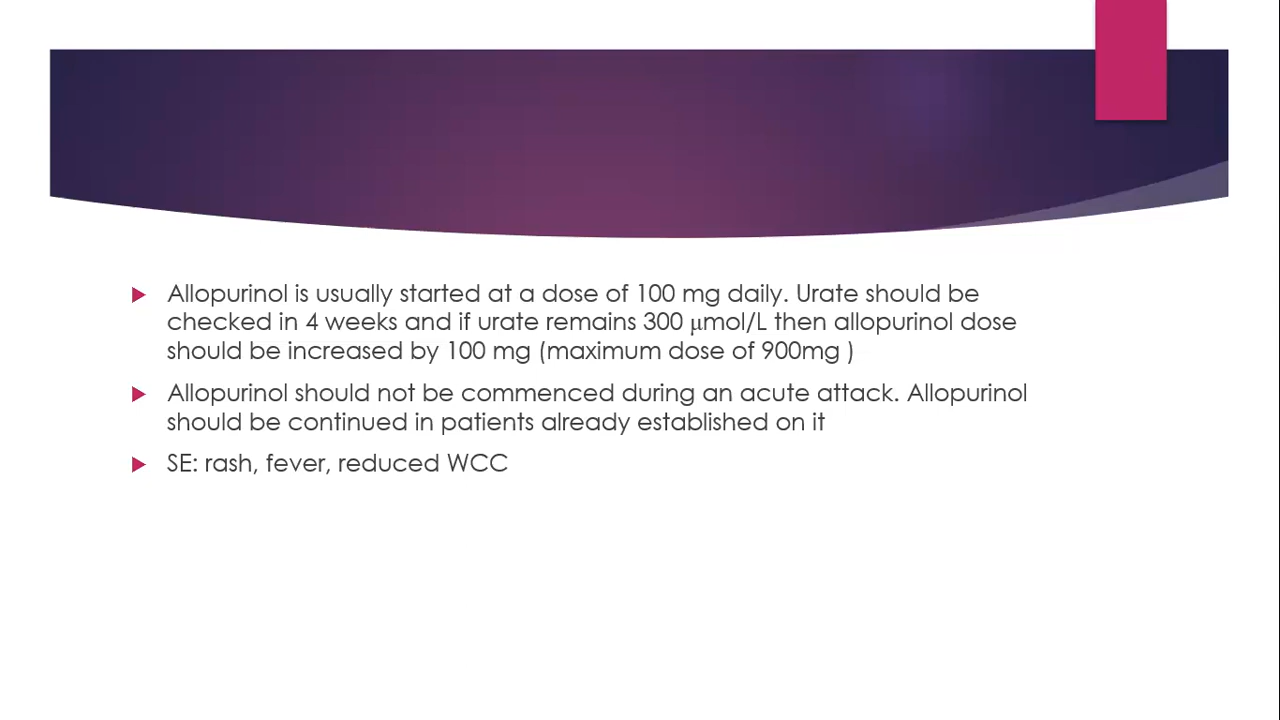 Allopurinol is usually started at a dose of 100 mg daily. Urate should be
checked in 4 weeks and if urate remains 300 μmol/L then allopurinol dose
should be increased by 100 mg (maximum dose of 900mg )
Allopurinol should not be commenced during an acute attack. Allopurinol
should be continued in patients already established on it
SE: rash, fever, reduced WCC